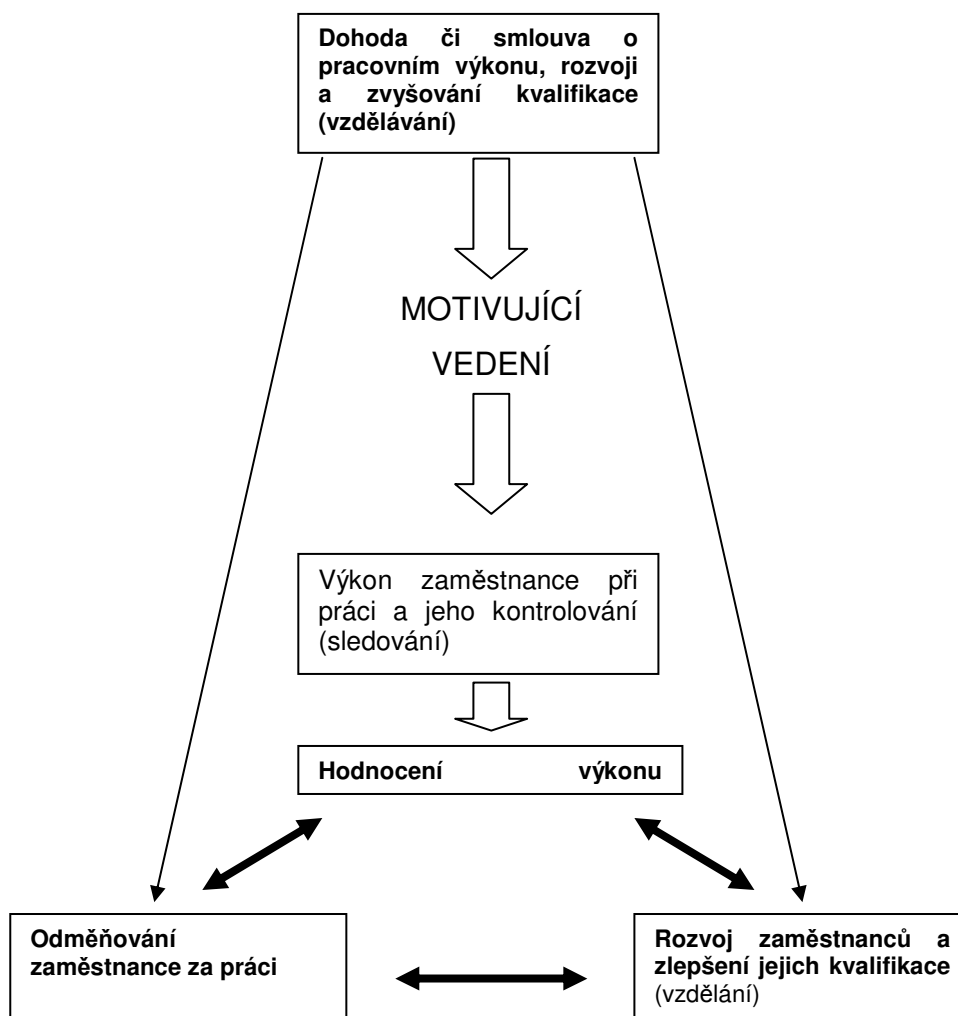 Dohoda či smlouva o
pracovním výkonu, rozvoji
a zvyšování kvalifikace
(vzdělávání)
MOTIVUJÍCÍ
VEDENÍ
Výkon zaměstnance při
práci a jeho kontrolování
(sledování)
Hodnocení výkonu
Odměňování
zaměstnance za práci
Rozvoj zaměstnanců a
zlepšení jejich kvalifikace
(vzdělání)